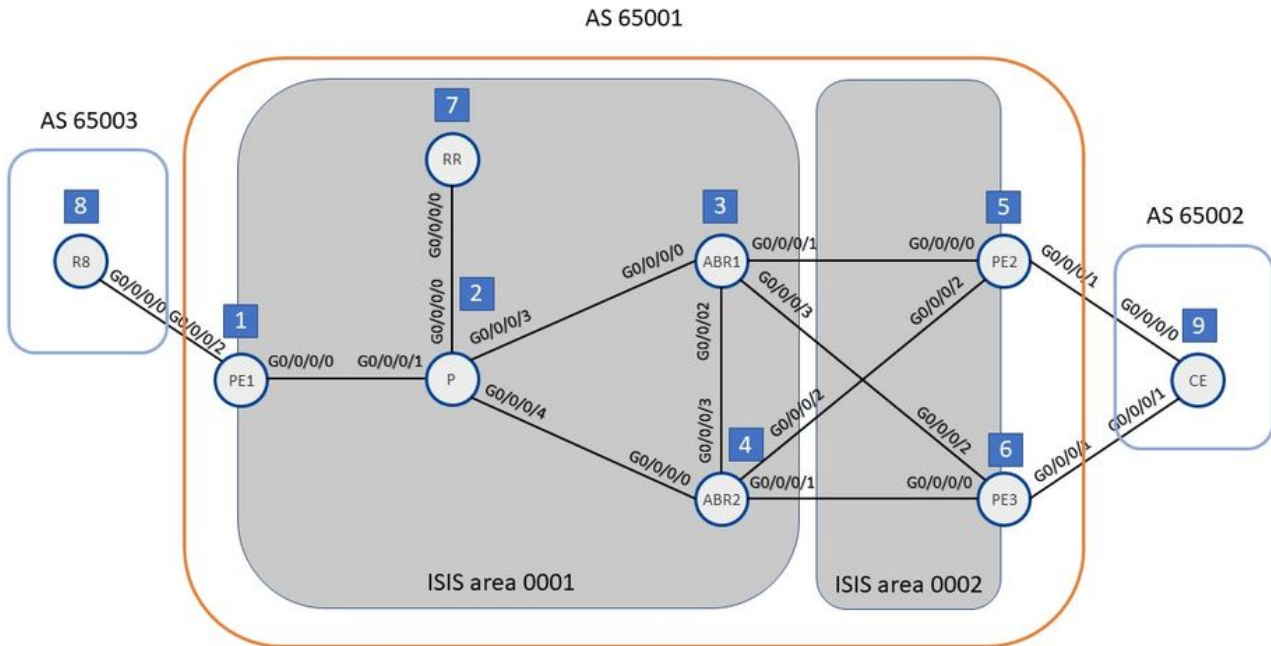 AS 65001
AS 65003
AS 65002
7
RR
G0/0/0/0
G0/0/0/0
8
R8
G0/0/0/0
G0/0/0/2
1
PE1
G0/0/0/0
G0/0/0/1
2
P
G0/0/0/3
G0/0/0/4
3
ABR1
G0/0/0/0
G0/0/0/1
G0/0/0/3
G0/0/02
G0/0/0/3
4
ABR2
G0/0/0/0
G0/0/0/2
G0/0/0/1
5
PE2
G0/0/0/0
G0/0/0/2
G0/0/0/1
6
PE3
G0/0/0/2
G0/0/0/0
G0/0/0/1
9
CE
G0/0/0/0
G0/0/0/1
ISIS area 0001
ISIS area 0002